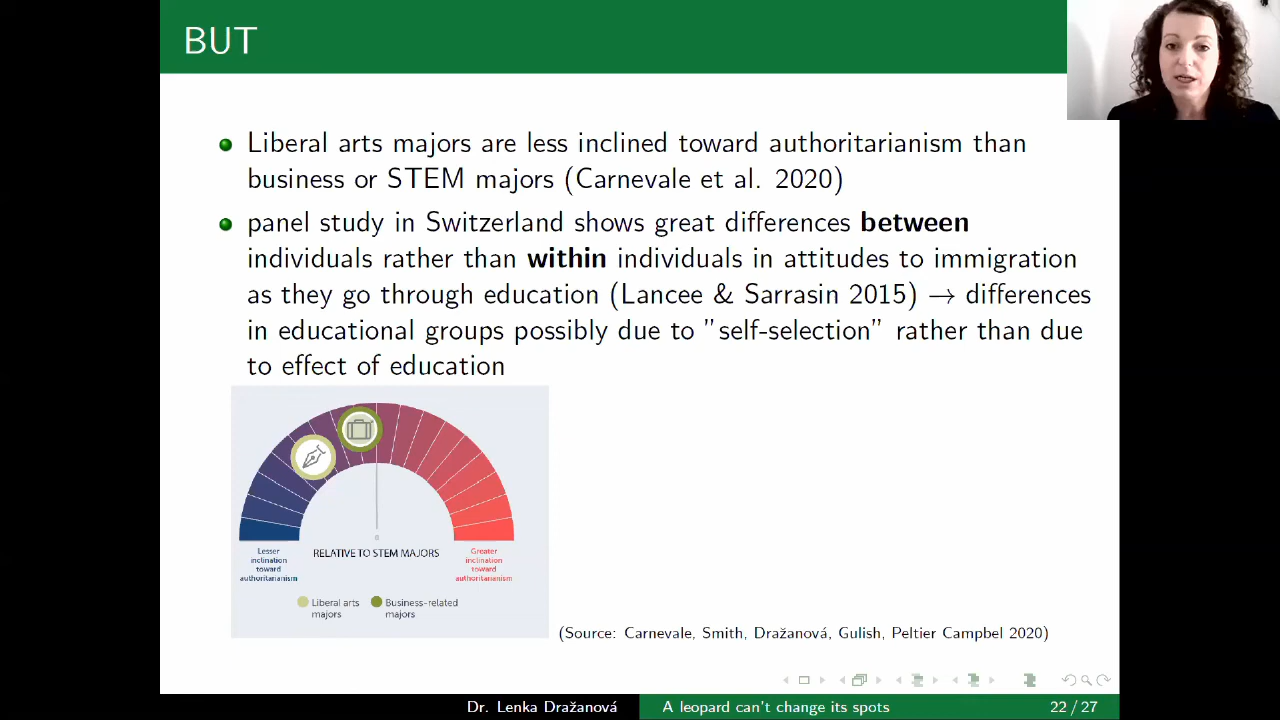 BUT
Liberal arts majors are less inclined toward authoritarianism than
business or STEM majors (Carnevale et al. 2020)
panel study in Switzerland shows great differences between
individuals rather than within individuals in attitudes to immigration
as they go through education (Lancee & Sarrasin 2015) → differences
in educational groups possibly due to ”self-selection” rather than due
to effect of education
0
RELATIVE TO STEM MAJORS
Lesser
inclination
toward
authoritarianism
Greater
inclination
toward
authoritarianism
Liberal arts
majors
Business-related
majors
(Source: Carnevale, Smith, Dražanová, Gulish, Peltier Campbel 2020)
Dr. Lenka Dražanová
A leopard can't change its spots
22 / 27